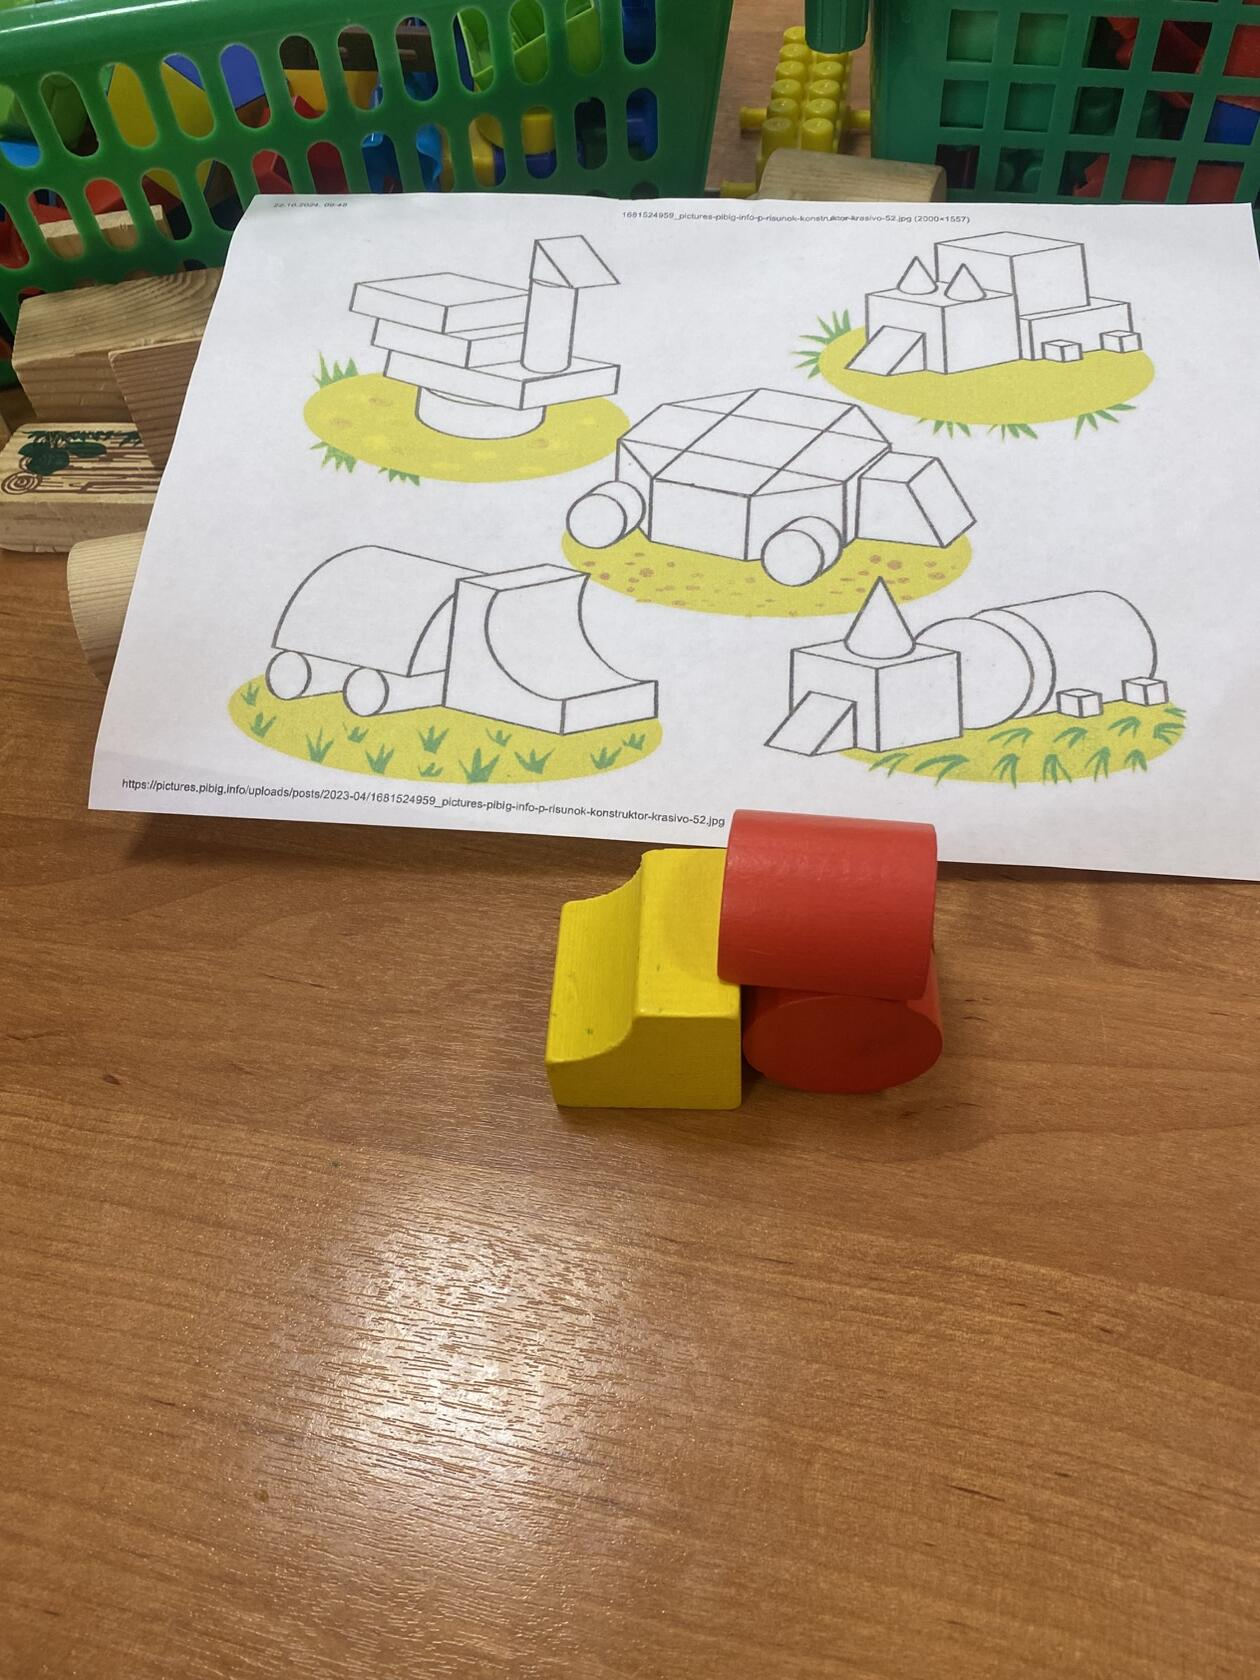 22.10.2024, 09:48
1681524959_pictures-pibig-info-p-risunok-konstruktor-krasivo-52.jpg (2000×1557)
https://pictures.pibig.info/uploads/posts/2023-04/1681524959_pictures-pibig-info-p-risunok-konstruktor-krasivo-52.jpg